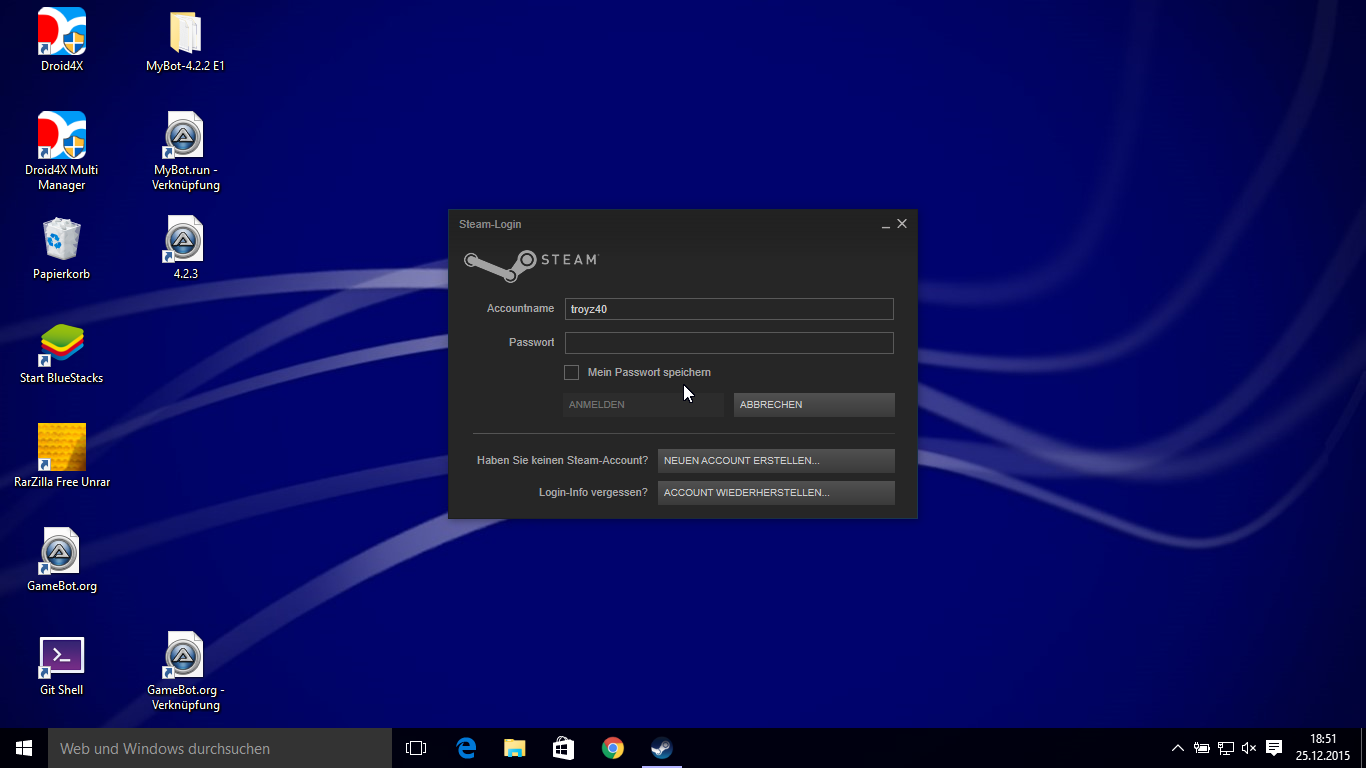 Droid4X
MyBot-4.2.2 E1
Droid4X Multi
Manager
MyBot.run -
Verknüpfung
Papierkorb
4.2.3
Start BlueStacks
RarZilla Free Unrar
GameBot.org
Git Shell
GameBot.org -
Verknüpfung
Steam-Login
STEAM
Accountname
troyz40
Passwort
Mein Passwort speichern
ANMELDEN
ABBRECHEN
Haben Sie keinen Steam-Account?
NEUEN ACCOUNT ERSTELLEN...
Login-Info vergessen?
ACCOUNT WIEDERHERSTELLEN...
Web und Windows durchsuchen
18:51
25.12.2015